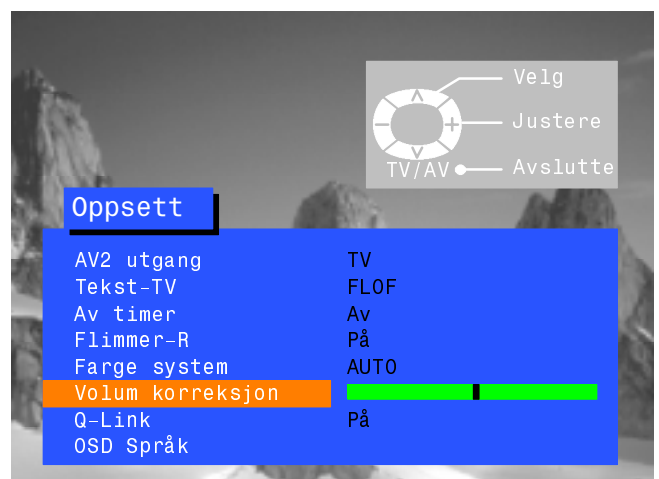 Velg
Justere
TV/AV Avslutte
Oppsett
AV2 utgang TV
Tekst-TV FLOF
Av timer Av
Flimmer-R På
Farge system AUTO
Volum korreksjon
Q-Link På
OSD Språk